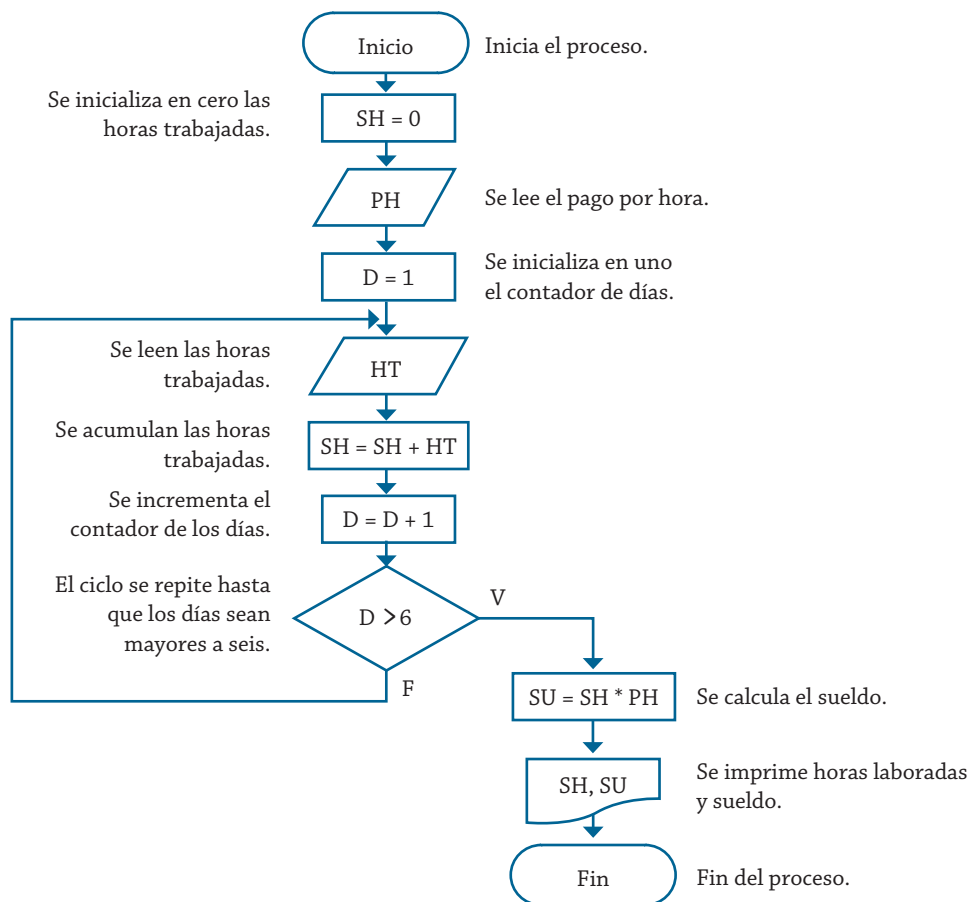 Inicio
Inicia el proceso.
Se inicializa en cero las
horas trabajadas.
SH = 0
PH
Se lee el pago por hora.
D = 1
Se inicializa en uno
el contador de días.
Se leen las horas
trabajadas.
HT
Se acumulan las horas
trabajadas.
SH = SH + HT
Se incrementa el
contador de los días.
D = D + 1
El ciclo se repite hasta
que los días sean
mayores a seis.
D >6
V
F
SU = SH * PH
Se calcula el sueldo.
SH, SU
Se imprime horas laboradas
y sueldo.
Fin
Fin del proceso.